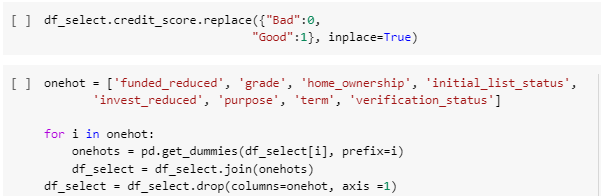 [ ] df_select.credit_score.replace({"Bad":0,
"Good":1}, inplace=True)
[ ] onehot = ['funded_reduced', 'grade', 'home_ownership', 'initial_list_status',
'invest_reduced', 'purpose', 'term', 'verification_status']
for i in onehot:
onehots = pd.get_dummies(df_select[i], prefix=i)
df_select = df_select.join(onehots)
df_select = df_select.drop(columns=onehot, axis =1)